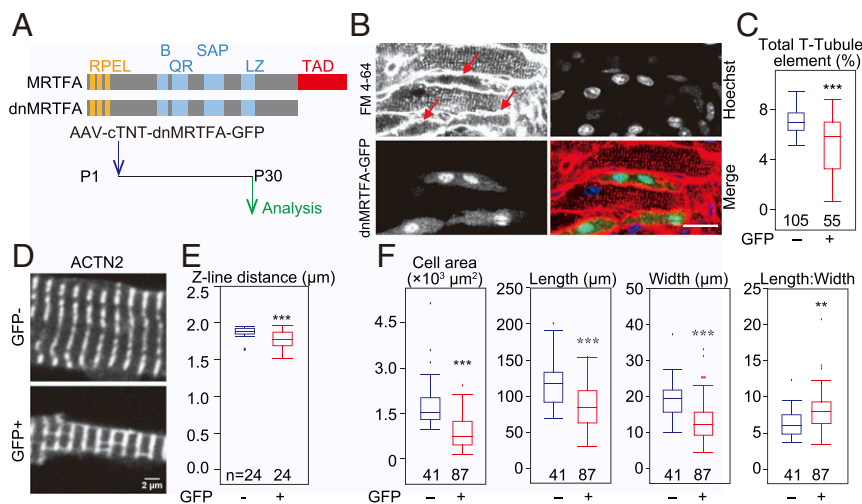 A
B SAP
RPEL QR LZ TAD
MRTFA
dnMRTFA
AAV-cTNT-dnMRTFA-GFP
P1 P30
Analysis
B
FM 4-64
Hoechst
dnMRTFA-GFP
Merge
C
Total T-Tubule
element (%)
12
***
6
0
105 55
GFP – +
D
ACTN2
GFP-
GFP+
2 μm
E
Z-line distance (μm)
2.5
2.0
1.5
1.0
0.5
0.0
***
n=24 24
GFP - +
F
Cell area
(×10³ μm²)
4.5
3.0
1.5
0
***
41 87
GFP – +
Length (μm)
250
200
150
100
50
0
***
41 87
– +
Width (μm)
50
40
30
20
10
0
***
41 87
– +
Length:Width
25
20
15
10
5
0
**
41 87
– +